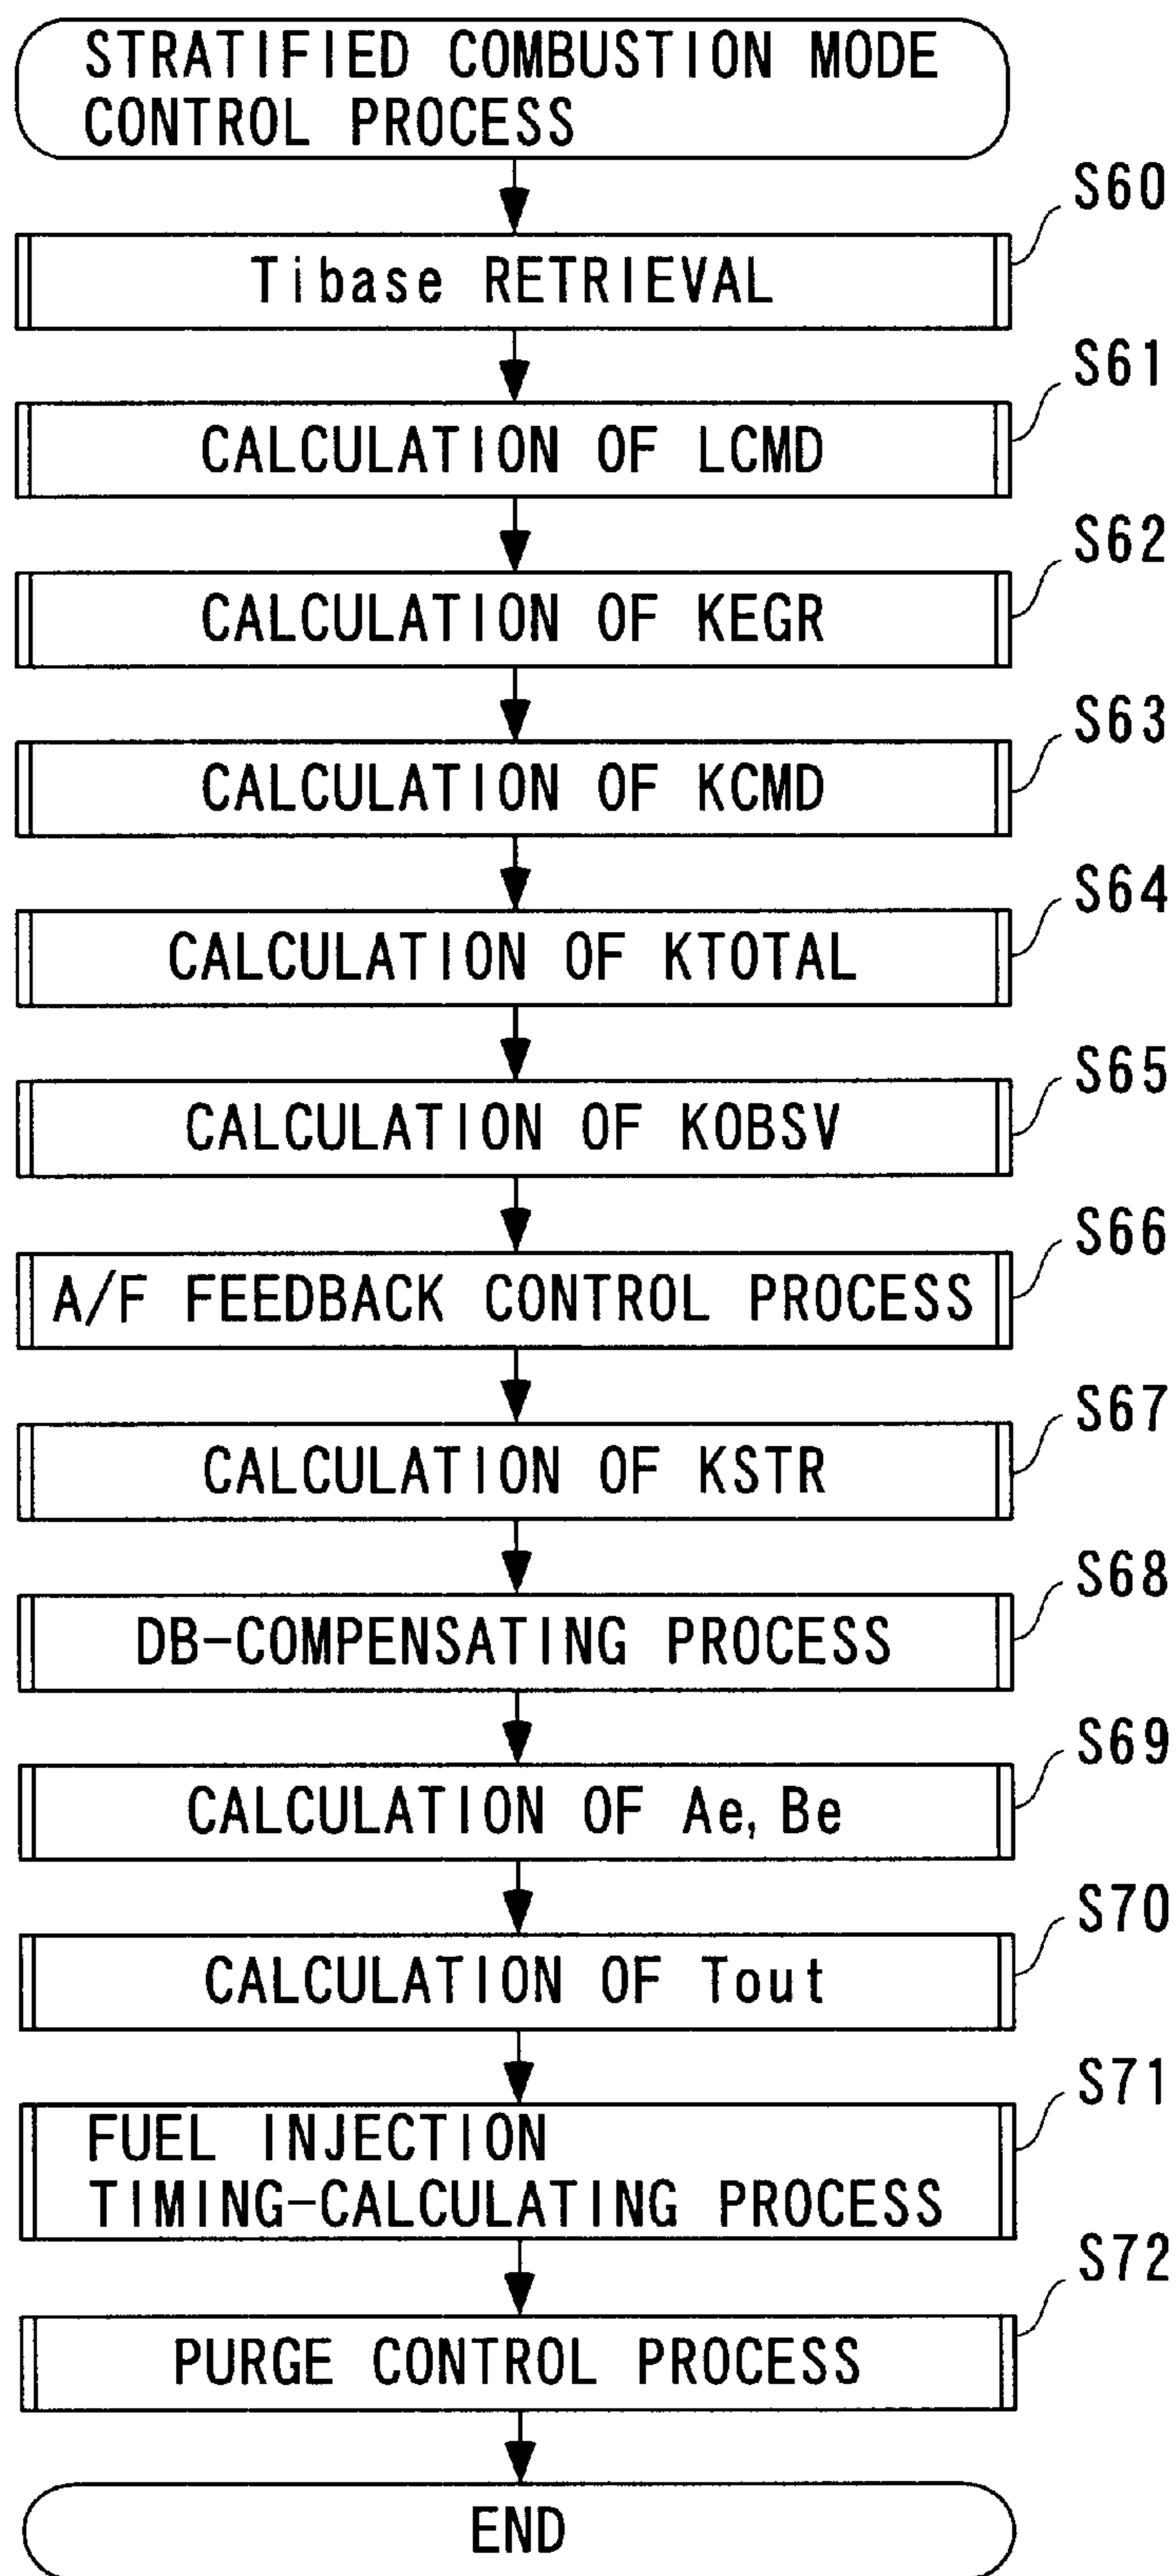 STRATIFIED COMBUSTION MODE
CONTROL PROCESS
S60
Tibase RETRIEVAL
S61
CALCULATION OF LCMD
S62
CALCULATION OF KEGR
S63
CALCULATION OF KCMD
S64
CALCULATION OF KTOTAL
S65
CALCULATION OF KOBSV
S66
A/F FEEDBACK CONTROL PROCESS
S67
CALCULATION OF KSTR
S68
DB-COMPENSATING PROCESS
S69
CALCULATION OF Ae, Be
S70
CALCULATION OF Tout
S71
FUEL INJECTION
TIMING-CALCULATING PROCESS
S72
PURGE CONTROL PROCESS
END